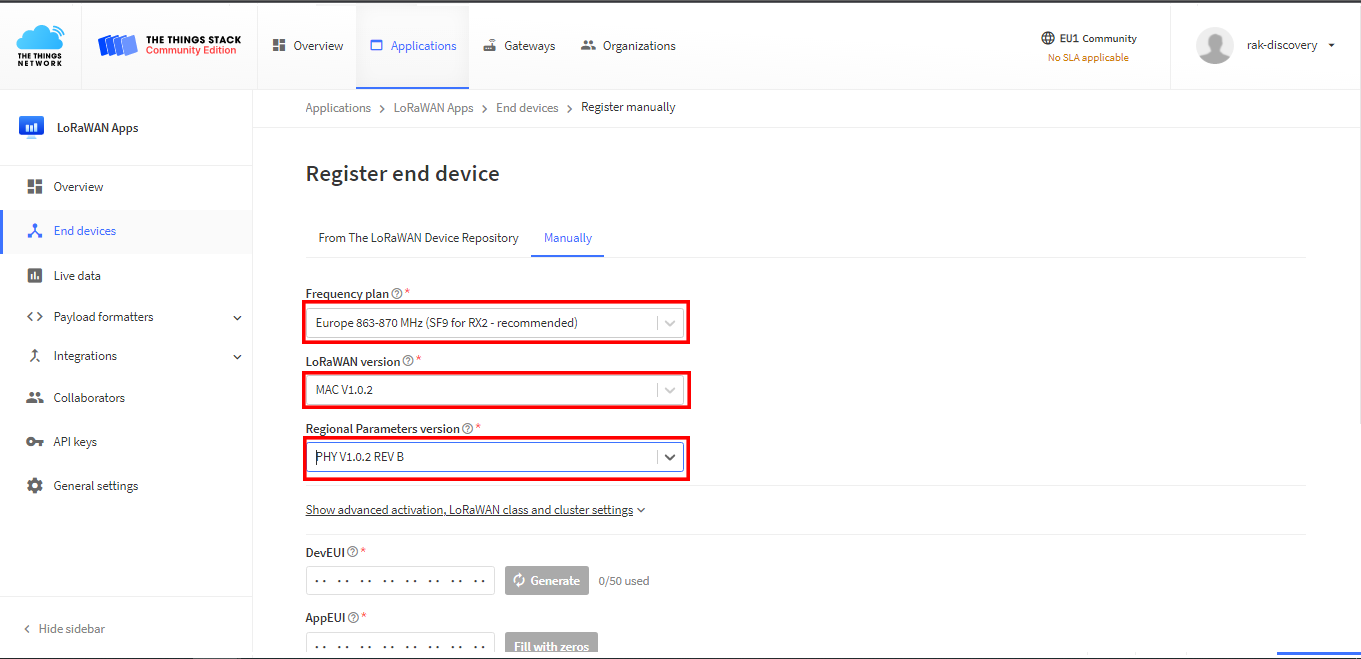 THE THINGS
NETWORK
THE THINGS STACK
Community Edition
Overview
Applications
Gateways
Organizations
EU1 Community
No SLA applicable
rak-discovery
LoRaWAN Apps
Overview
End devices
Live data
Payload formatters
Integrations
Collaborators
API keys
General settings
Hide sidebar
Applications > LoRaWAN Apps > End devices > Register manually
Register end device
From The LoRaWAN Device Repository
Manually
Frequency plan *
Europe 863-870 MHz (SF9 for RX2 - recommended)
LoRaWAN version *
MAC V1.0.2
Regional Parameters version *
PHY V1.0.2 REV B
Show advanced activation, LoRaWAN class and cluster settings
DevEUI *
·· ·· ·· ·· ·· ·· ·· ··
Generate
0/50 used
AppEUI *
·· ·· ·· ·· ·· ·· ·· ··
Fill with zeros